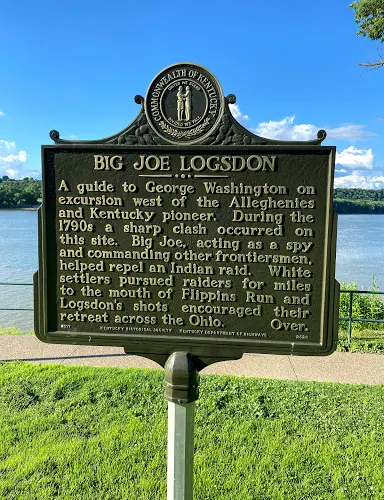 COMMONWEALTH OF KENTUCKY
BIG JOE LOGSDON
A guide to George Washington on
excursion west of the Alleghenies
and Kentucky pioneer. During the
1790s a sharp clash occurred on
this site. Big Joe, acting as a spy
and commanding other frontiersmen,
helped repel an Indian raid. White
settlers pursued raiders for miles
to the mouth of Flippins Run and
Logsdon's shots encouraged their
retreat across the Ohio. Over.
KENTUCKY HISTORICAL SOCIETY KENTUCKY DEPARTMENT OF HIGHWAYS